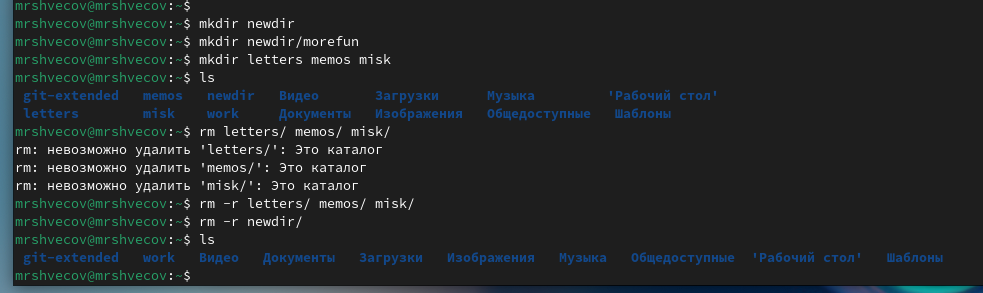 mrshvecov@mrshvecov:~$
mrshvecov@mrshvecov:~$ mkdir newdir
mrshvecov@mrshvecov:~$ mkdir newdir/morefun
mrshvecov@mrshvecov:~$ mkdir letters memos misk
mrshvecov@mrshvecov:~$ ls
git-extended memos newdir Видео Загрузки Музыка 'Рабочий стол'
letters misk work Документы Изображения Общедоступные Шаблоны
mrshvecov@mrshvecov:~$ rm letters/ memos/ misk/
rm: невозможно удалить 'letters/': Это каталог
rm: невозможно удалить 'memos/': Это каталог
rm: невозможно удалить 'misk/': Это каталог
mrshvecov@mrshvecov:~$ rm -r letters/ memos/ misk/
mrshvecov@mrshvecov:~$ rm -r newdir/
mrshvecov@mrshvecov:~$ ls
git-extended work Видео Документы Загрузки Изображения Музыка Общедоступные 'Рабочий стол' Шаблоны
mrshvecov@mrshvecov:~$